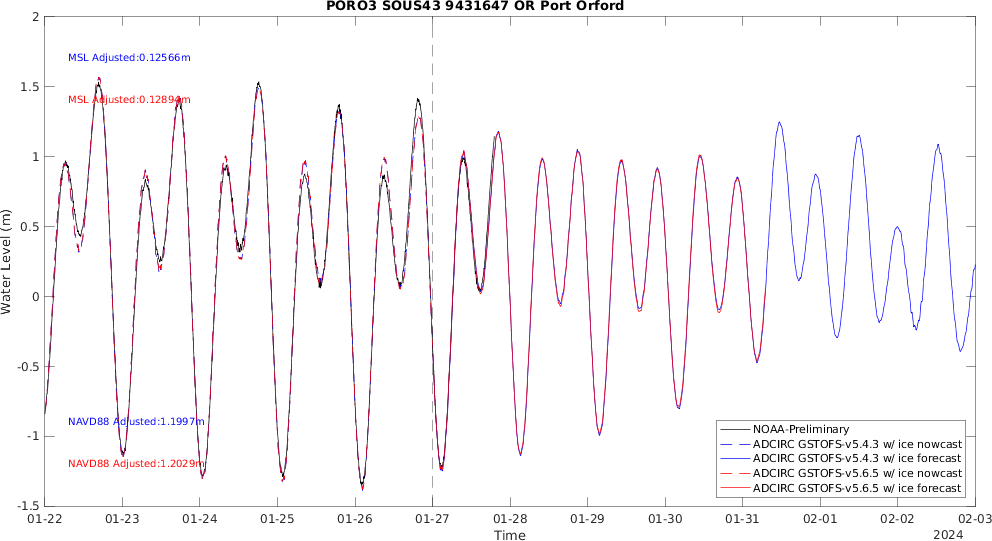 PORO3 SOUS43 9431647 OR Port Orford
Water Level (m)
2
1.5
1
0.5
0
-0.5
-1
-1.5
MSL Adjusted:0.12566m
MSL Adjusted:0.12894m
NAVD88 Adjusted:1.1997m
NAVD88 Adjusted:1.2029m
NOAA-Preliminary
ADCIRC GSTOFS-v5.4.3 w/ ice nowcast
ADCIRC GSTOFS-v5.4.3 w/ ice forecast
ADCIRC GSTOFS-v5.6.5 w/ ice nowcast
ADCIRC GSTOFS-v5.6.5 w/ ice forecast
01-22 01-23 01-24 01-25 01-26 01-27 01-28 01-29 01-30 01-31 02-01 02-02 02-03
Time
2024